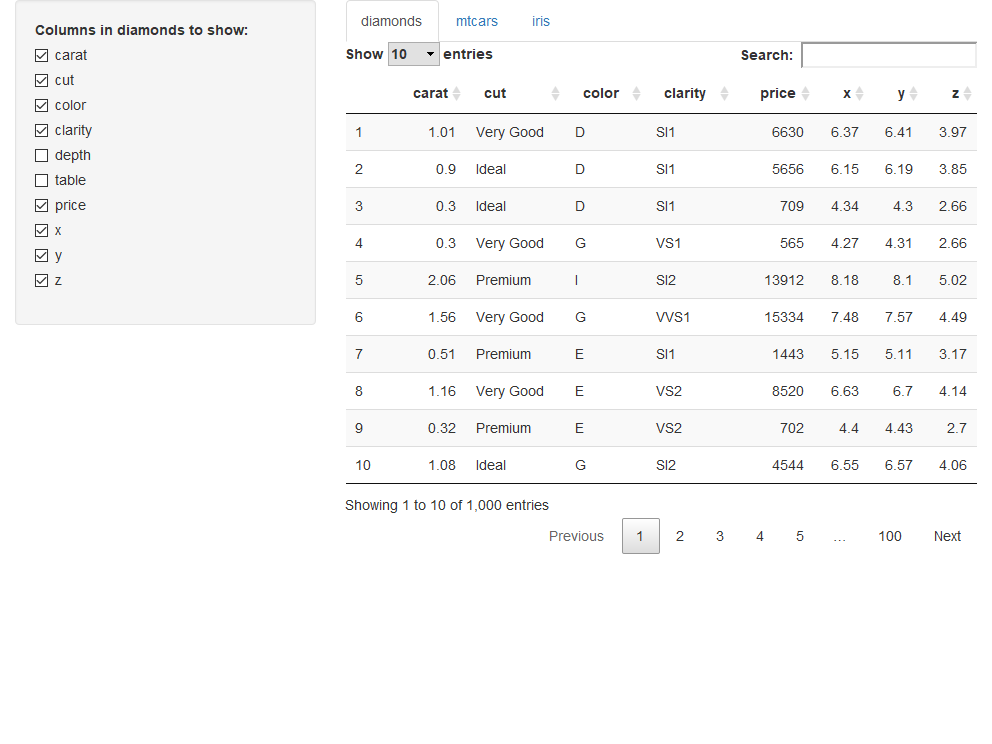 Columns in diamonds to show:
carat
cut
color
clarity
depth
table
price
x
y
z
diamonds mtcars iris
Show 10 entries Search:
carat cut color clarity price x y z
1 1.01 Very Good D SI1 6630 6.37 6.41 3.97
2 0.9 Ideal D SI1 5656 6.15 6.19 3.85
3 0.3 Ideal D SI1 709 4.34 4.3 2.66
4 0.3 Very Good G VS1 565 4.27 4.31 2.66
5 2.06 Premium I SI2 13912 8.18 8.1 5.02
6 1.56 Very Good G VVS1 15334 7.48 7.57 4.49
7 0.51 Premium E SI1 1443 5.15 5.11 3.17
8 1.16 Very Good E VS2 8520 6.63 6.7 4.14
9 0.32 Premium E VS2 702 4.4 4.43 2.7
10 1.08 Ideal G SI2 4544 6.55 6.57 4.06
Showing 1 to 10 of 1,000 entries
Previous 1 2 3 4 5 … 100 Next